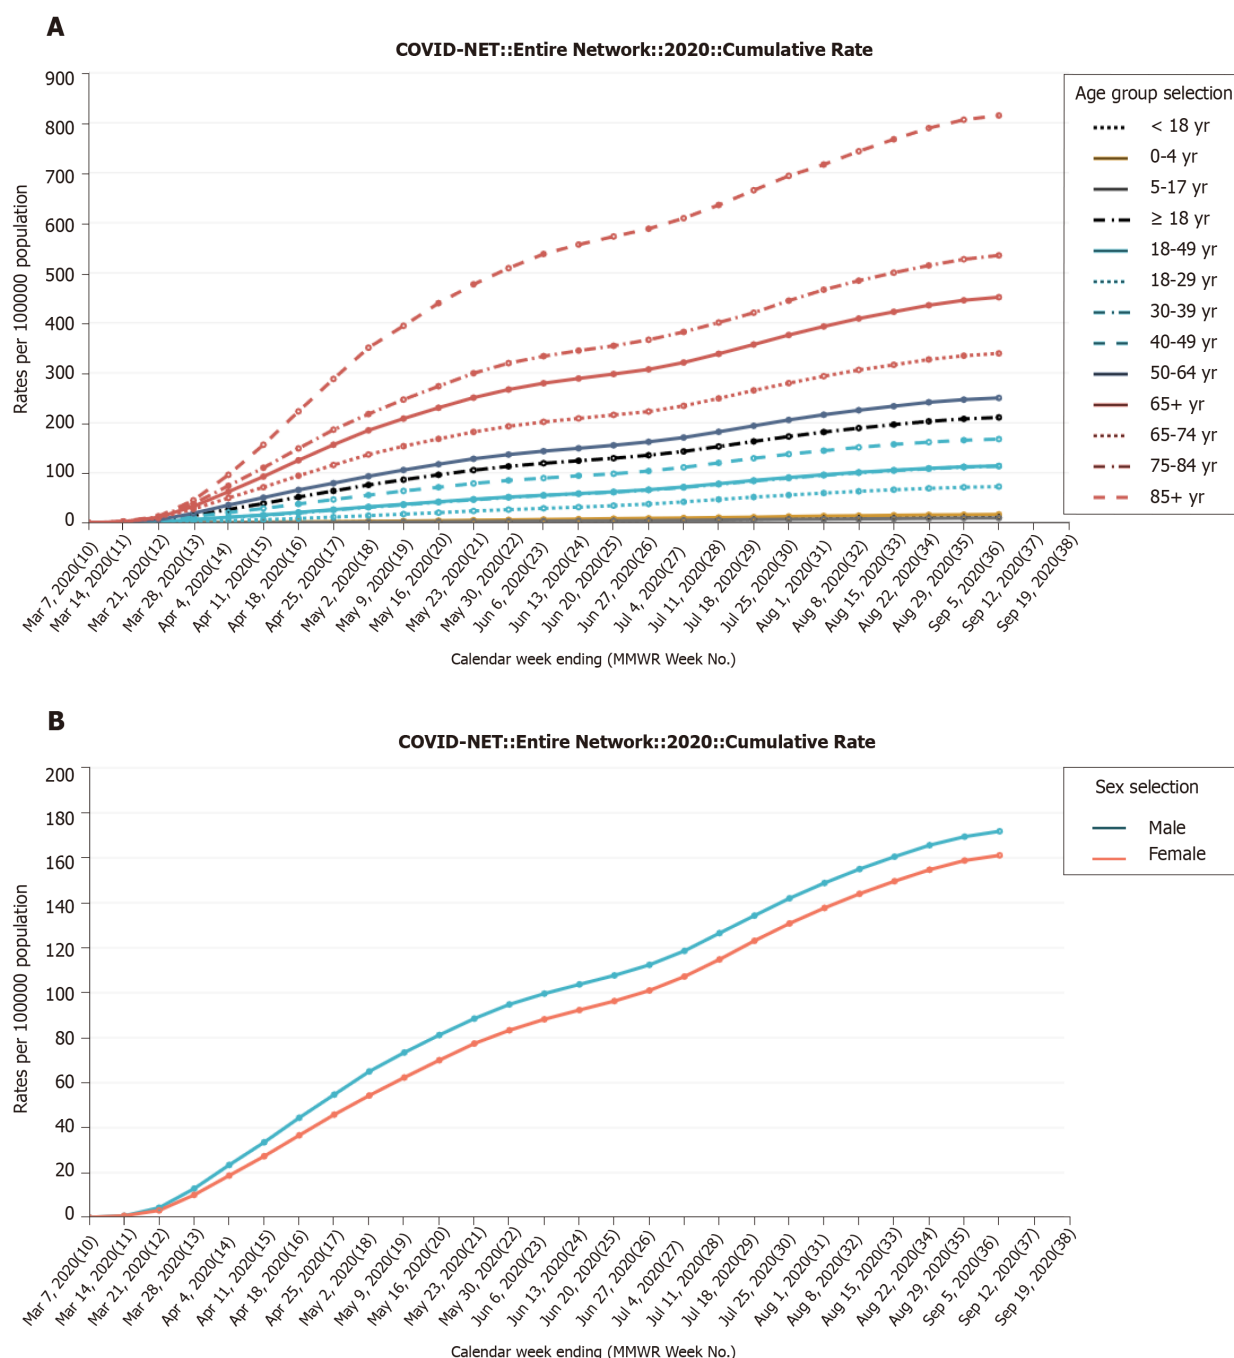 A
COVID-NET::Entire Network::2020::Cumulative Rate
Rates per 100000 population
900
800
700
600
500
400
300
200
100
0
Age group selection
< 18 yr
0-4 yr
5-17 yr
≥ 18 yr
18-49 yr
18-29 yr
30-39 yr
40-49 yr
50-64 yr
65+ yr
65-74 yr
75-84 yr
85+ yr
Mar 7, 2020(10)
Mar 14, 2020(11)
Mar 21, 2020(12)
Mar 28, 2020(13)
Apr 4, 2020(14)
Apr 11, 2020(15)
Apr 18, 2020(16)
Apr 25, 2020(17)
May 2, 2020(18)
May 9, 2020(19)
May 16, 2020(20)
May 23, 2020(21)
May 30, 2020(22)
Jun 6, 2020(23)
Jun 13, 2020(24)
Jun 20, 2020(25)
Jun 27, 2020(26)
Jul 4, 2020(27)
Jul 11, 2020(28)
Jul 18, 2020(29)
Jul 25, 2020(30)
Aug 1, 2020(31)
Aug 8, 2020(32)
Aug 15, 2020(33)
Aug 22, 2020(34)
Aug 29, 2020(35)
Sep 5, 2020(36)
Sep 12, 2020(37)
Sep 19, 2020(38)
Calendar week ending (MMWR Week No.)
B
COVID-NET::Entire Network::2020::Cumulative Rate
Rates per 100000 population
200
180
160
140
120
100
80
60
40
20
0
Sex selection
Male
Female
Mar 7, 2020(10)
Mar 14, 2020(11)
Mar 21, 2020(12)
Mar 28, 2020(13)
Apr 4, 2020(14)
Apr 11, 2020(15)
Apr 18, 2020(16)
Apr 25, 2020(17)
May 2, 2020(18)
May 9, 2020(19)
May 16, 2020(20)
May 23, 2020(21)
May 30, 2020(22)
Jun 6, 2020(23)
Jun 13, 2020(24)
Jun 20, 2020(25)
Jun 27, 2020(26)
Jul 4, 2020(27)
Jul 11, 2020(28)
Jul 18, 2020(29)
Jul 25, 2020(30)
Aug 1, 2020(31)
Aug 8, 2020(32)
Aug 15, 2020(33)
Aug 22, 2020(34)
Aug 29, 2020(35)
Sep 5, 2020(36)
Sep 12, 2020(37)
Sep 19, 2020(38)
Calendar week ending (MMWR Week No.)